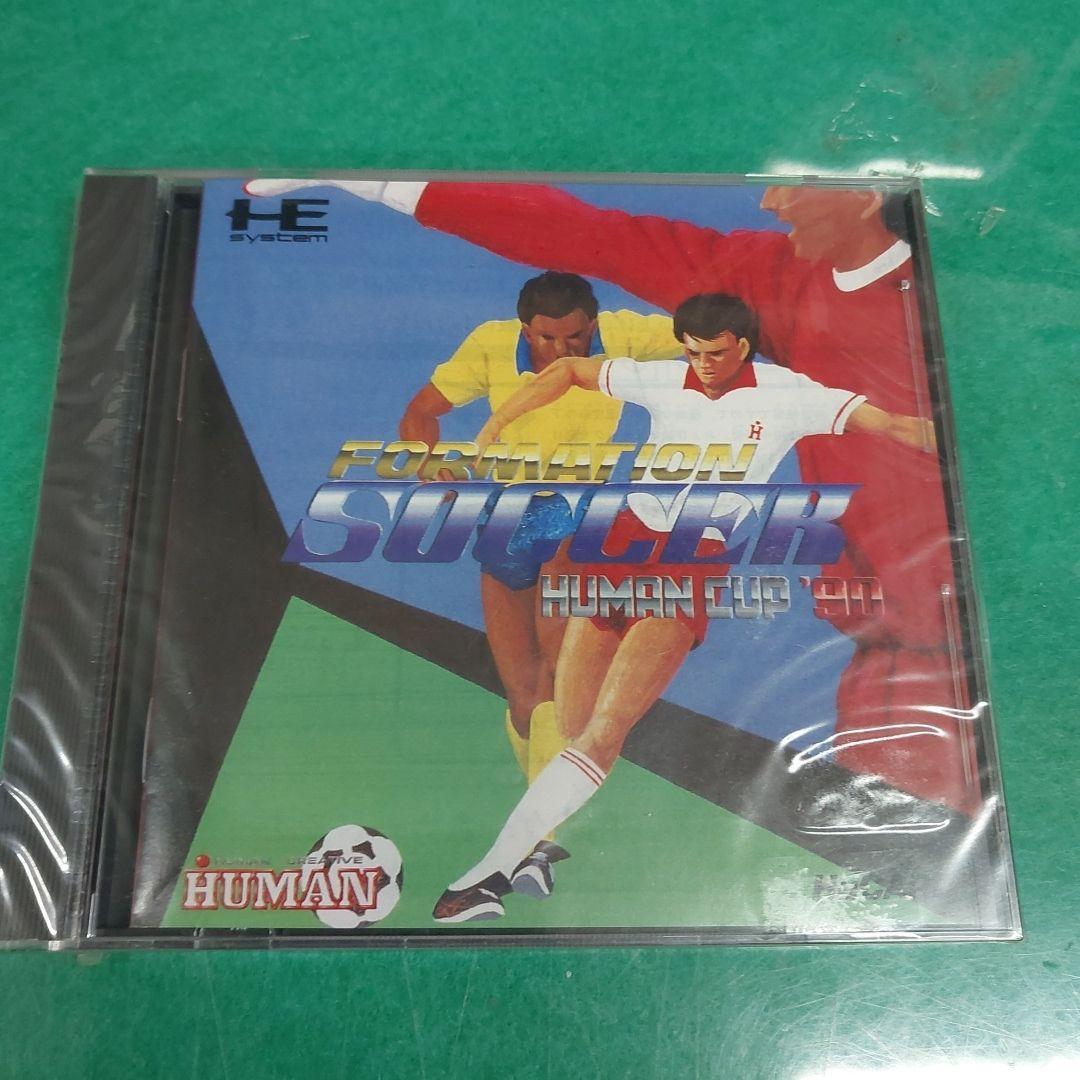 HE
system
H
FORMATION
SOCCER
HUMAN CUP '90
HUMAN CREATIVE
HUMAN